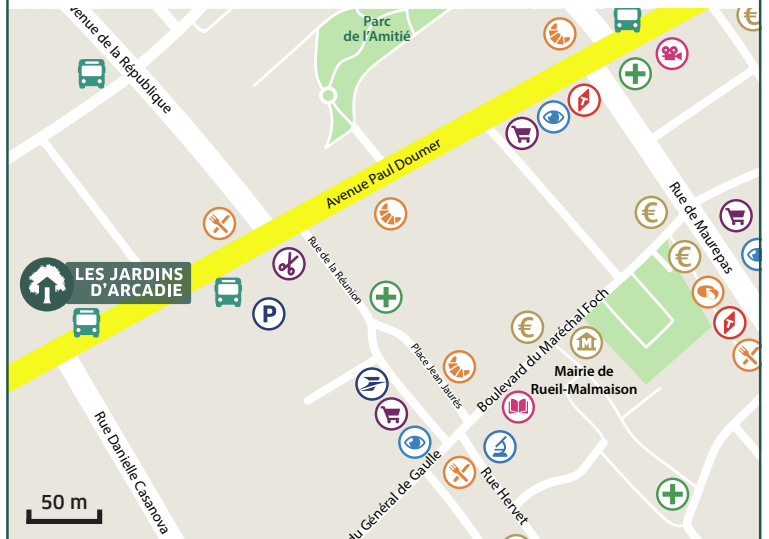 Parc
de l'Amitié
venue de la République
Avenue Paul Doumer
Rue de Maurepas
Rue de la Réunion
LES JARDINS
D'ARCADIE
P
€
€
€
€
Boulevard du Maréchal Foch
Place Jean Jaurès
M
Mairie de
Rueil-Malmaison
Rue Danielle Casanova
du Général de Gaulle
Rue Hervet
50 m